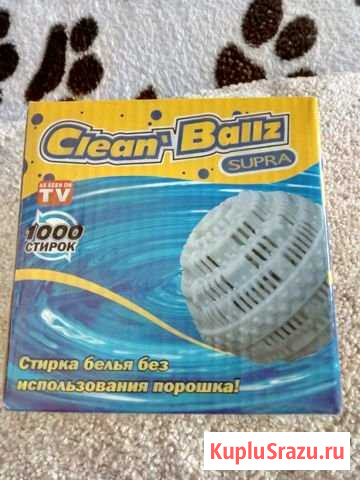 Clean' Ballz
SUPRA
AS SEEN ON
TV
1000
СТИРОК
Стирка белья без
использования порошка!
KupluSrazu.ru